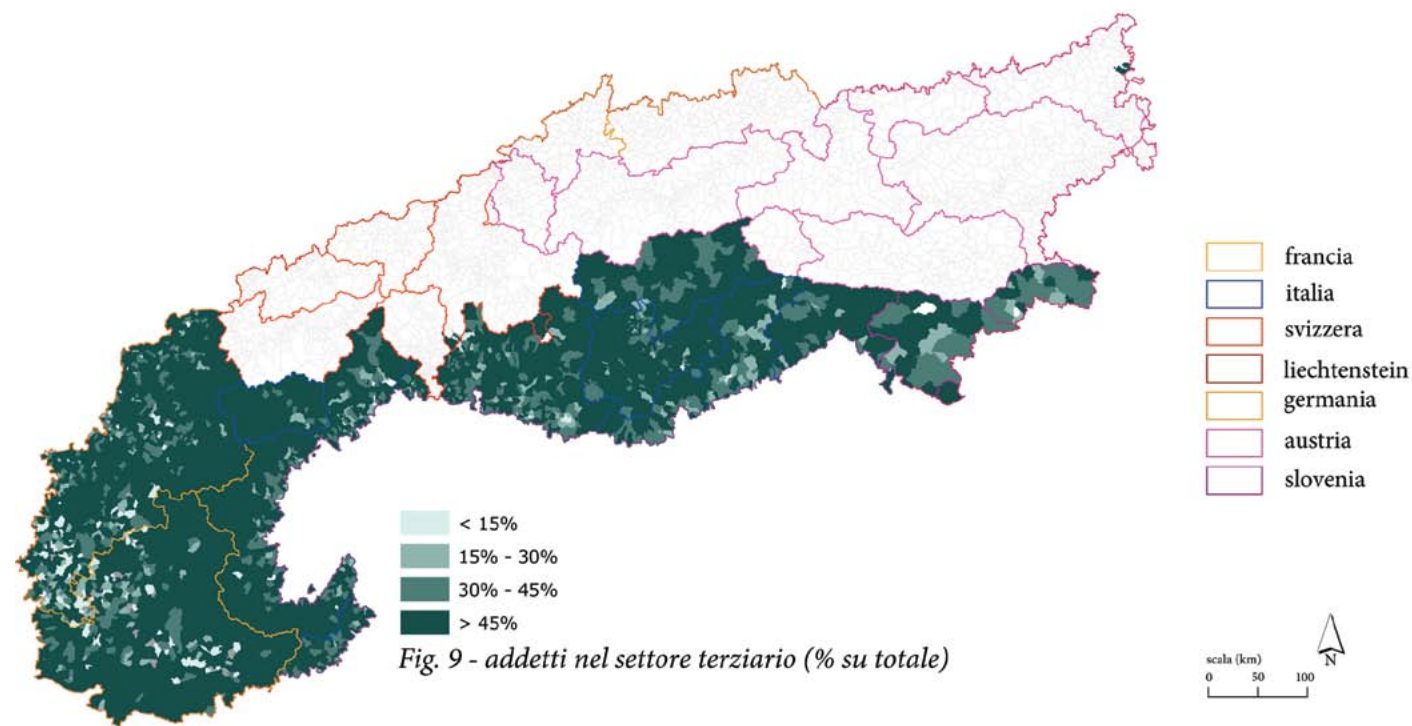 francia
italia
svizzera
liechtenstein
germania
austria
slovenia
< 15%
15% - 30%
30% - 45%
> 45%
Fig. 9 - addetti nel settore terziario (% su totale)
scala (km)
0 50 100
N